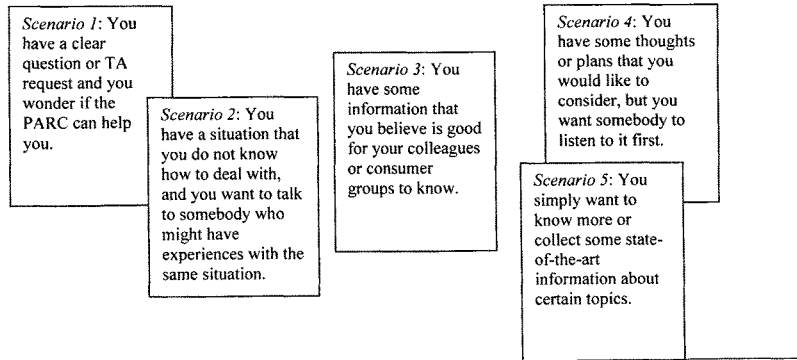 Scenario 1: You
have a clear
question or TA
request and you
wonder if the
PARC can help
you.
Scenario 2: You
have a situation that
you do not know
how to deal with,
and you want to talk
to somebody who
might have
experiences with the
same situation.
Scenario 3: You
have some
information that
you believe is good
for your colleagues
or consumer
groups to know.
Scenario 4: You
have some thoughts
or plans that you
would like to
consider, but you
want somebody to
listen to it first.
Scenario 5: You
simply want to
know more or
collect some state-
of-the-art
information about
certain topics.